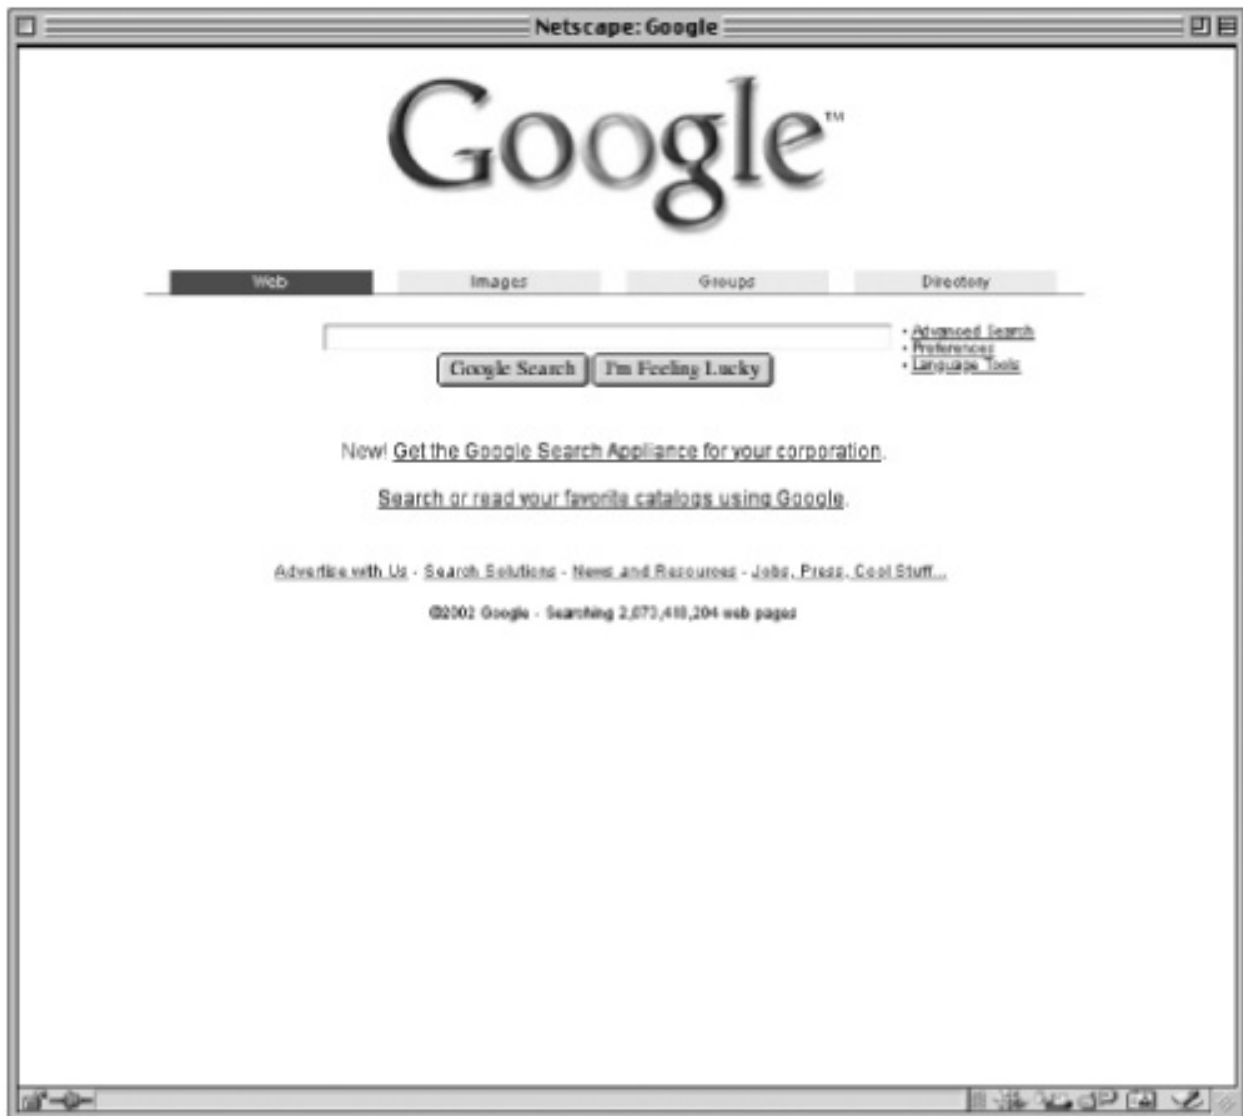 Netscape: Google
Google™
Web Images Groups Directory
• Advanced Search
• Preferences
• Language Tools
Google Search I'm Feeling Lucky
New! Get the Google Search Appliance for your corporation.
Search or read your favorite catalogs using Google.
Advertise with Us - Search Solutions - News and Resources - Jobs, Press, Cool Stuff...
©2002 Google - Searching 2,073,418,204 web pages